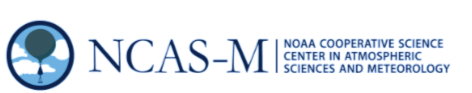 NCAS-M
NOAA COOPERATIVE SCIENCE
CENTER IN ATMOSPHERIC
SCIENCES AND METEOROLOGY